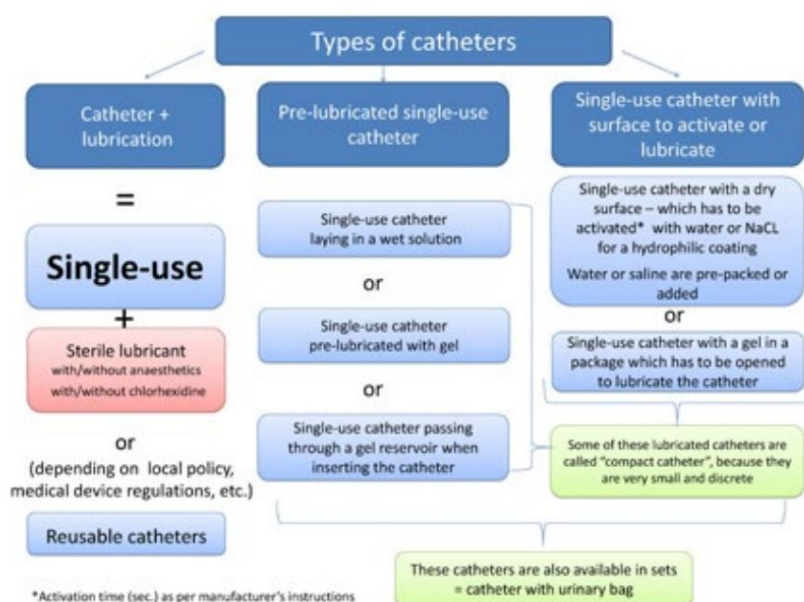 Types of catheters
Catheter +
lubrication
=
Single-use
+
Sterile lubricant
with/without anaesthetics
with/without chlorhexidine
or
(depending on local policy,
medical device regulations, etc.)
Reusable catheters
Pre-lubricated single-use
catheter
Single-use catheter
laying in a wet solution
or
Single-use catheter
pre-lubricated with gel
or
Single-use catheter passing
through a gel reservoir when
inserting the catheter
Single-use catheter with
surface to activate or
lubricate
Single-use catheter with a dry
surface – which has to be
activated* with water or NaCL
for a hydrophilic coating
Water or saline are pre-packed or
added
or
Single-use catheter with a gel in a
package which has to be opened
to lubricate the catheter
Some of these lubricated catheters are
called "compact catheter", because they
are very small and discrete
These catheters are also available in sets
= catheter with urinary bag
*Activation time (sec.) as per manufacturer's instructions